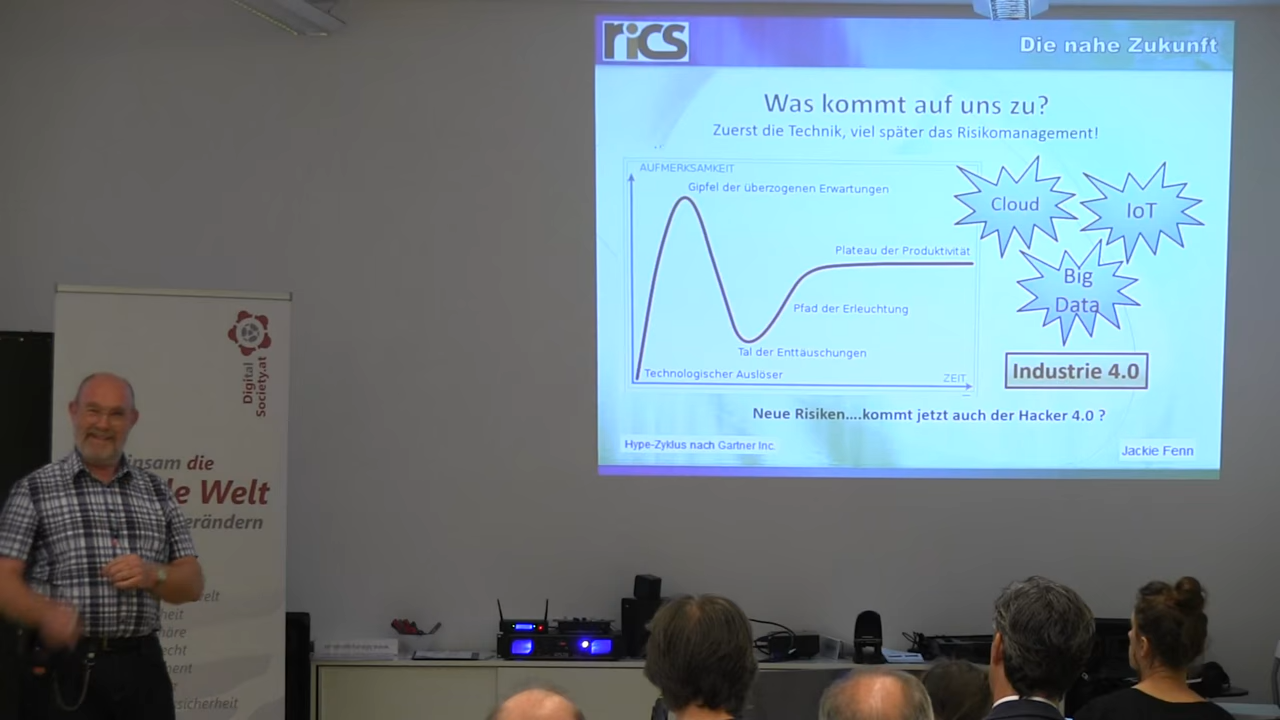 rics
Die nahe Zukunft
Was kommt auf uns zu?
Zuerst die Technik, viel später das Risikomanagement!
AUFMERKSAMKEIT
Gipfel der überzogenen Erwartungen
Plateau der Produktivität
Pfad der Erleuchtung
Tal der Enttäuschungen
Technologischer Auslöser
ZEIT
Cloud
IoT
Big
Data
Industrie 4.0
Neue Risiken....kommt jetzt auch der Hacker 4.0 ?
Hype-Zyklus nach Gartner Inc.
Jackie Fenn
Digital
Society.at
die
Welt